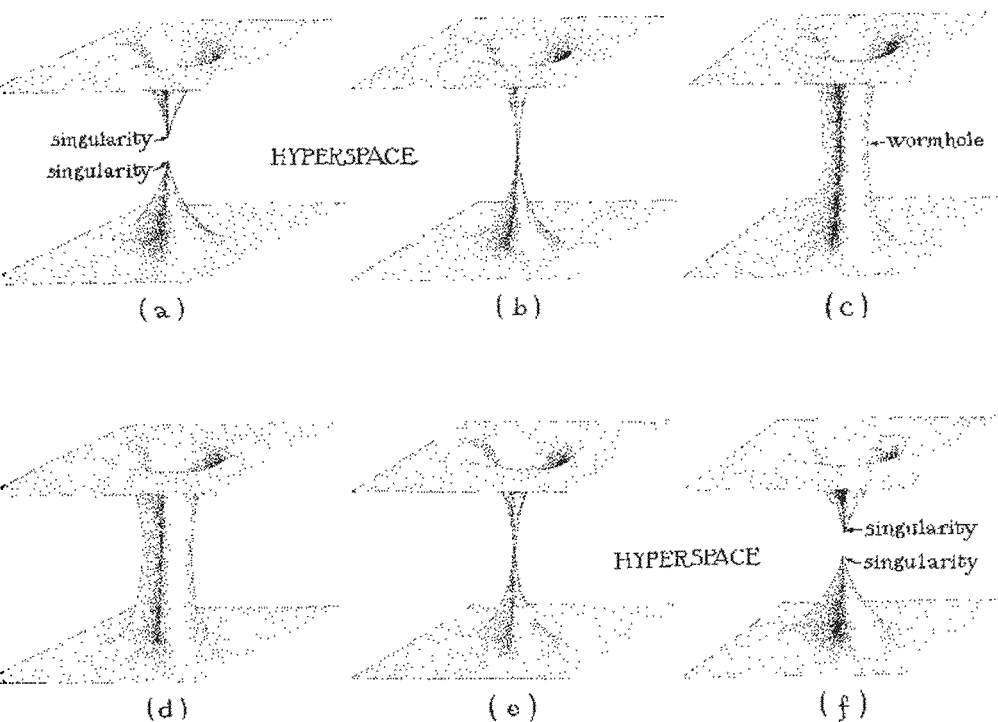 singularity
singularity
HYPERSPACE
wormhole
(a)
(b)
(c)
HYPERSPACE
singularity
singularity
(d)
(e)
(f)